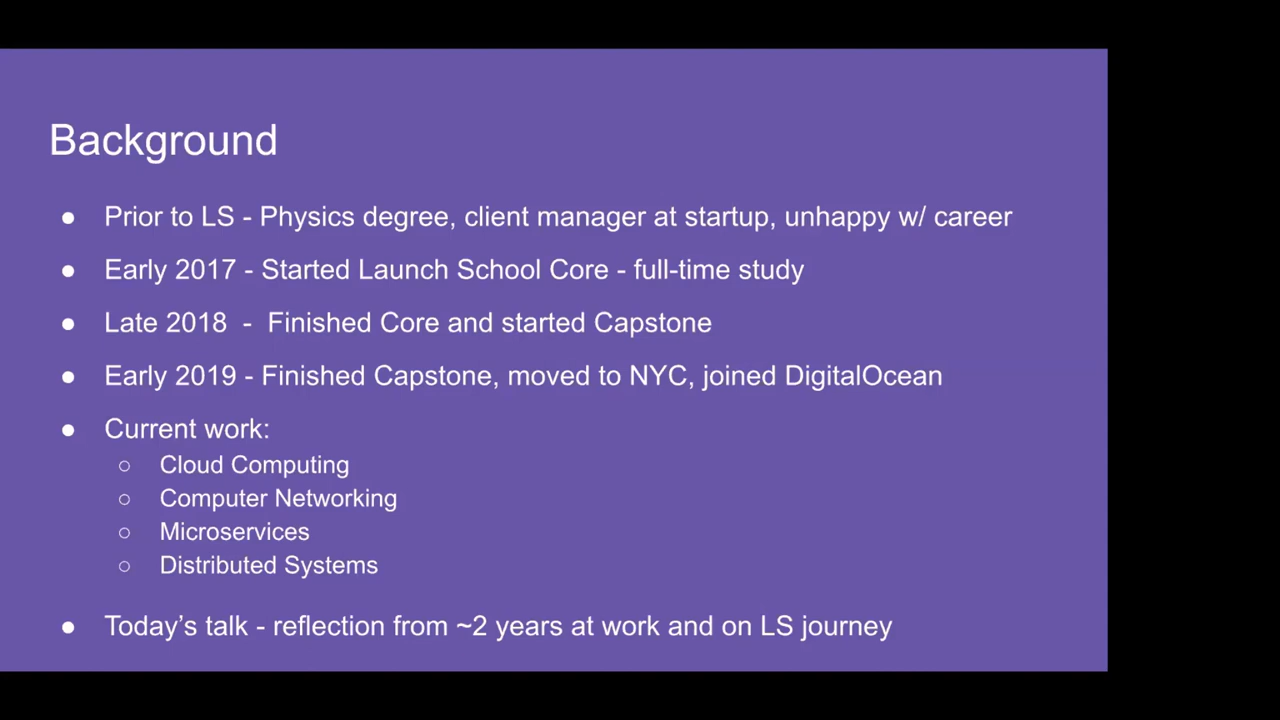 Background
● Prior to LS - Physics degree, client manager at startup, unhappy w/ career
● Early 2017 - Started Launch School Core - full-time study
● Late 2018  -  Finished Core and started Capstone
● Early 2019 - Finished Capstone, moved to NYC, joined DigitalOcean
● Current work:
○ Cloud Computing
○ Computer Networking
○ Microservices
○ Distributed Systems
● Today’s talk - reflection from ~2 years at work and on LS journey